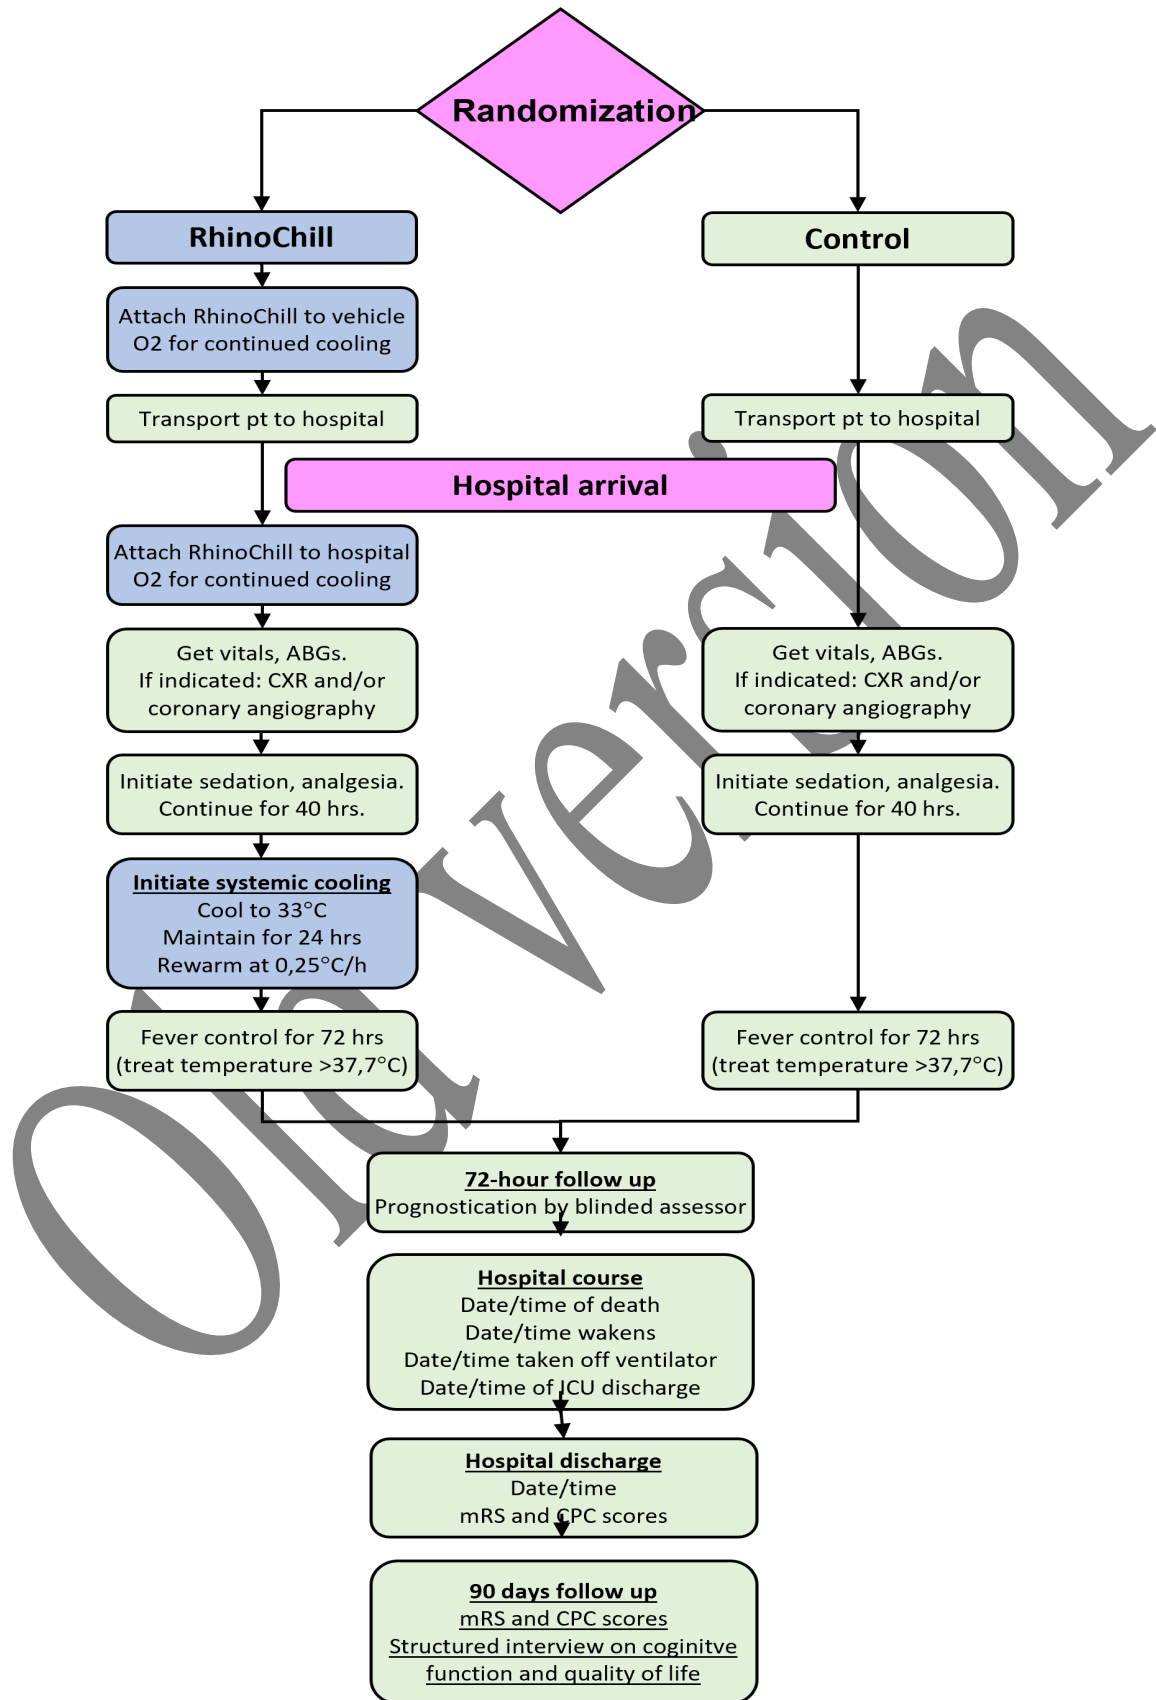 Randomization
RhinoChill
Control
Attach RhinoChill to vehicle
O2 for continued cooling
Transport pt to hospital
Transport pt to hospital
Hospital arrival
Attach RhinoChill to hospital
O2 for continued cooling
Get vitals, ABGs.
If indicated: CXR and/or
coronary angiography
Get vitals, ABGs.
If indicated: CXR and/or
coronary angiography
Initiate sedation, analgesia.
Continue for 40 hrs.
Initiate sedation, analgesia.
Continue for 40 hrs.
Initiate systemic cooling
Cool to 33°C
Maintain for 24 hrs
Rewarm at 0,25°C/h
Fever control for 72 hrs
(treat temperature >37,7°C)
Fever control for 72 hrs
(treat temperature >37,7°C)
72-hour follow up
Prognostication by blinded assessor
Hospital course
Date/time of death
Date/time wakens
Date/time taken off ventilator
Date/time of ICU discharge
Hospital discharge
Date/time
mRS and CPC scores
90 days follow up
mRS and CPC scores
Structured interview on coginitve
function and quality of life
Old version